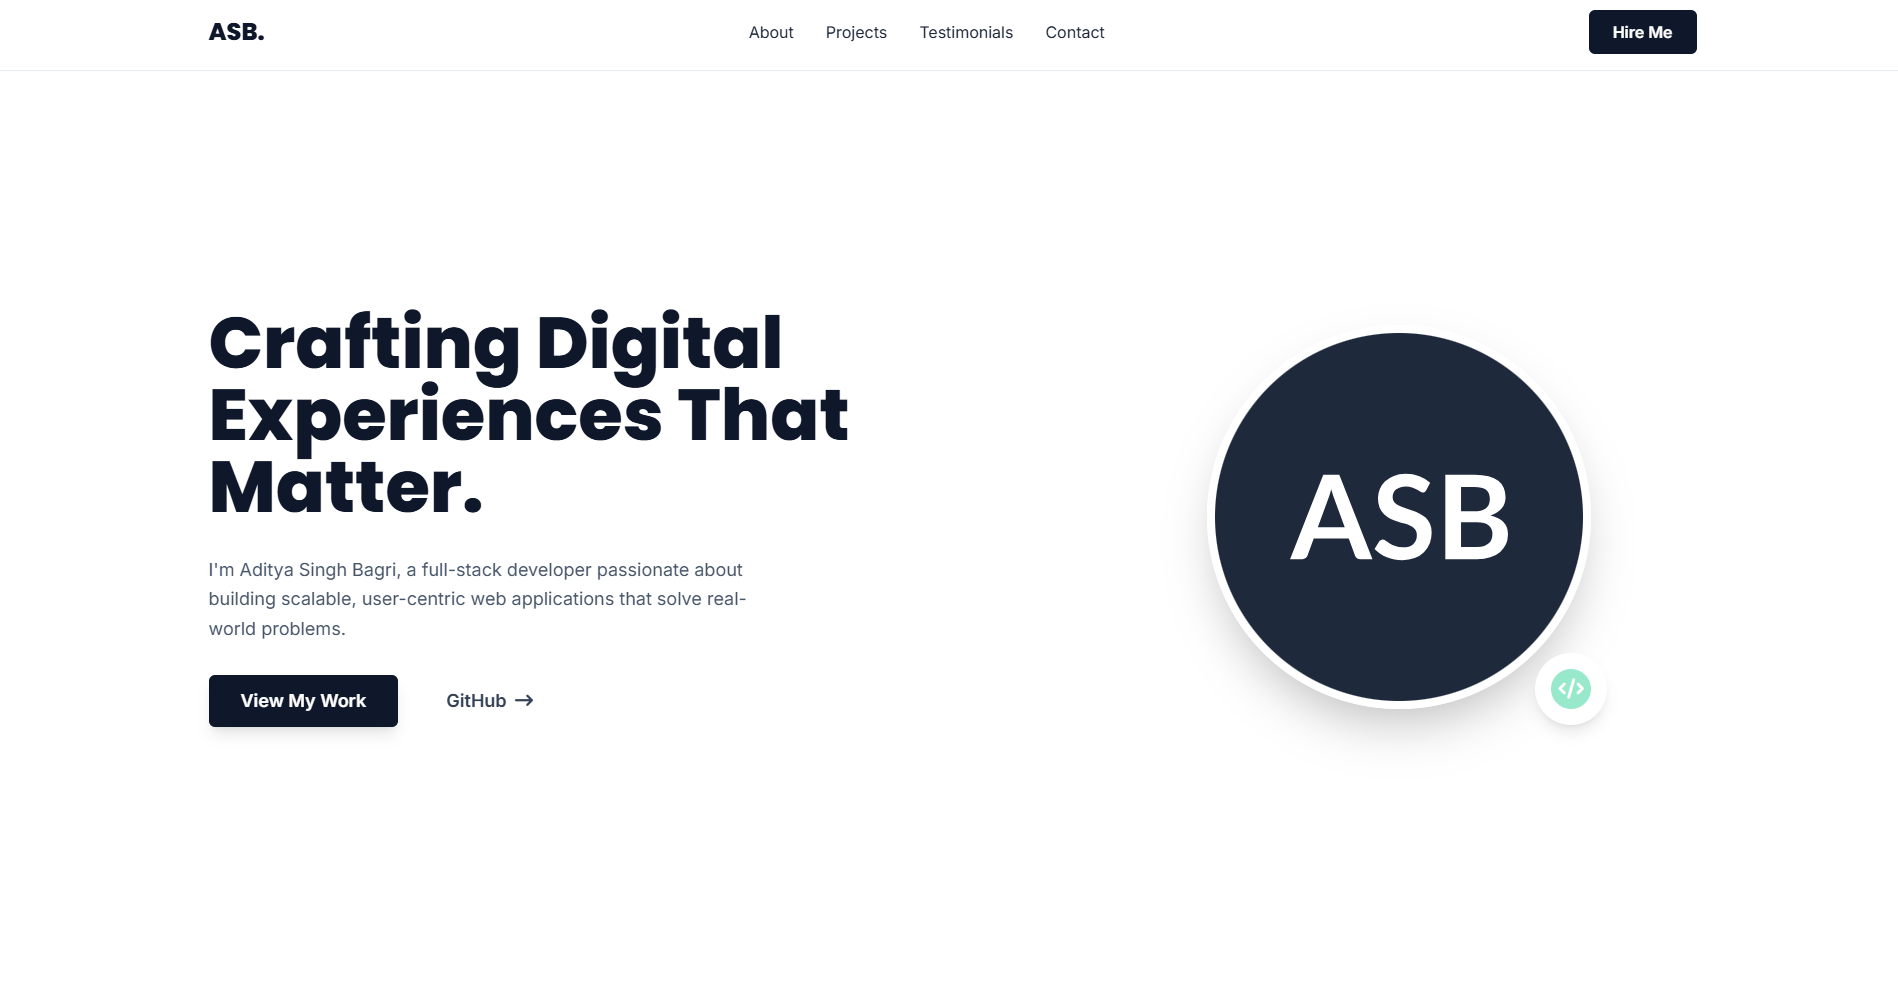 ASB.
About
Projects
Testimonials
Contact
Hire Me
Crafting Digital
Experiences That
Matter.
I'm Aditya Singh Bagri, a full-stack developer passionate about
building scalable, user-centric web applications that solve real-
world problems.
View My Work
GitHub →
ASB
</>